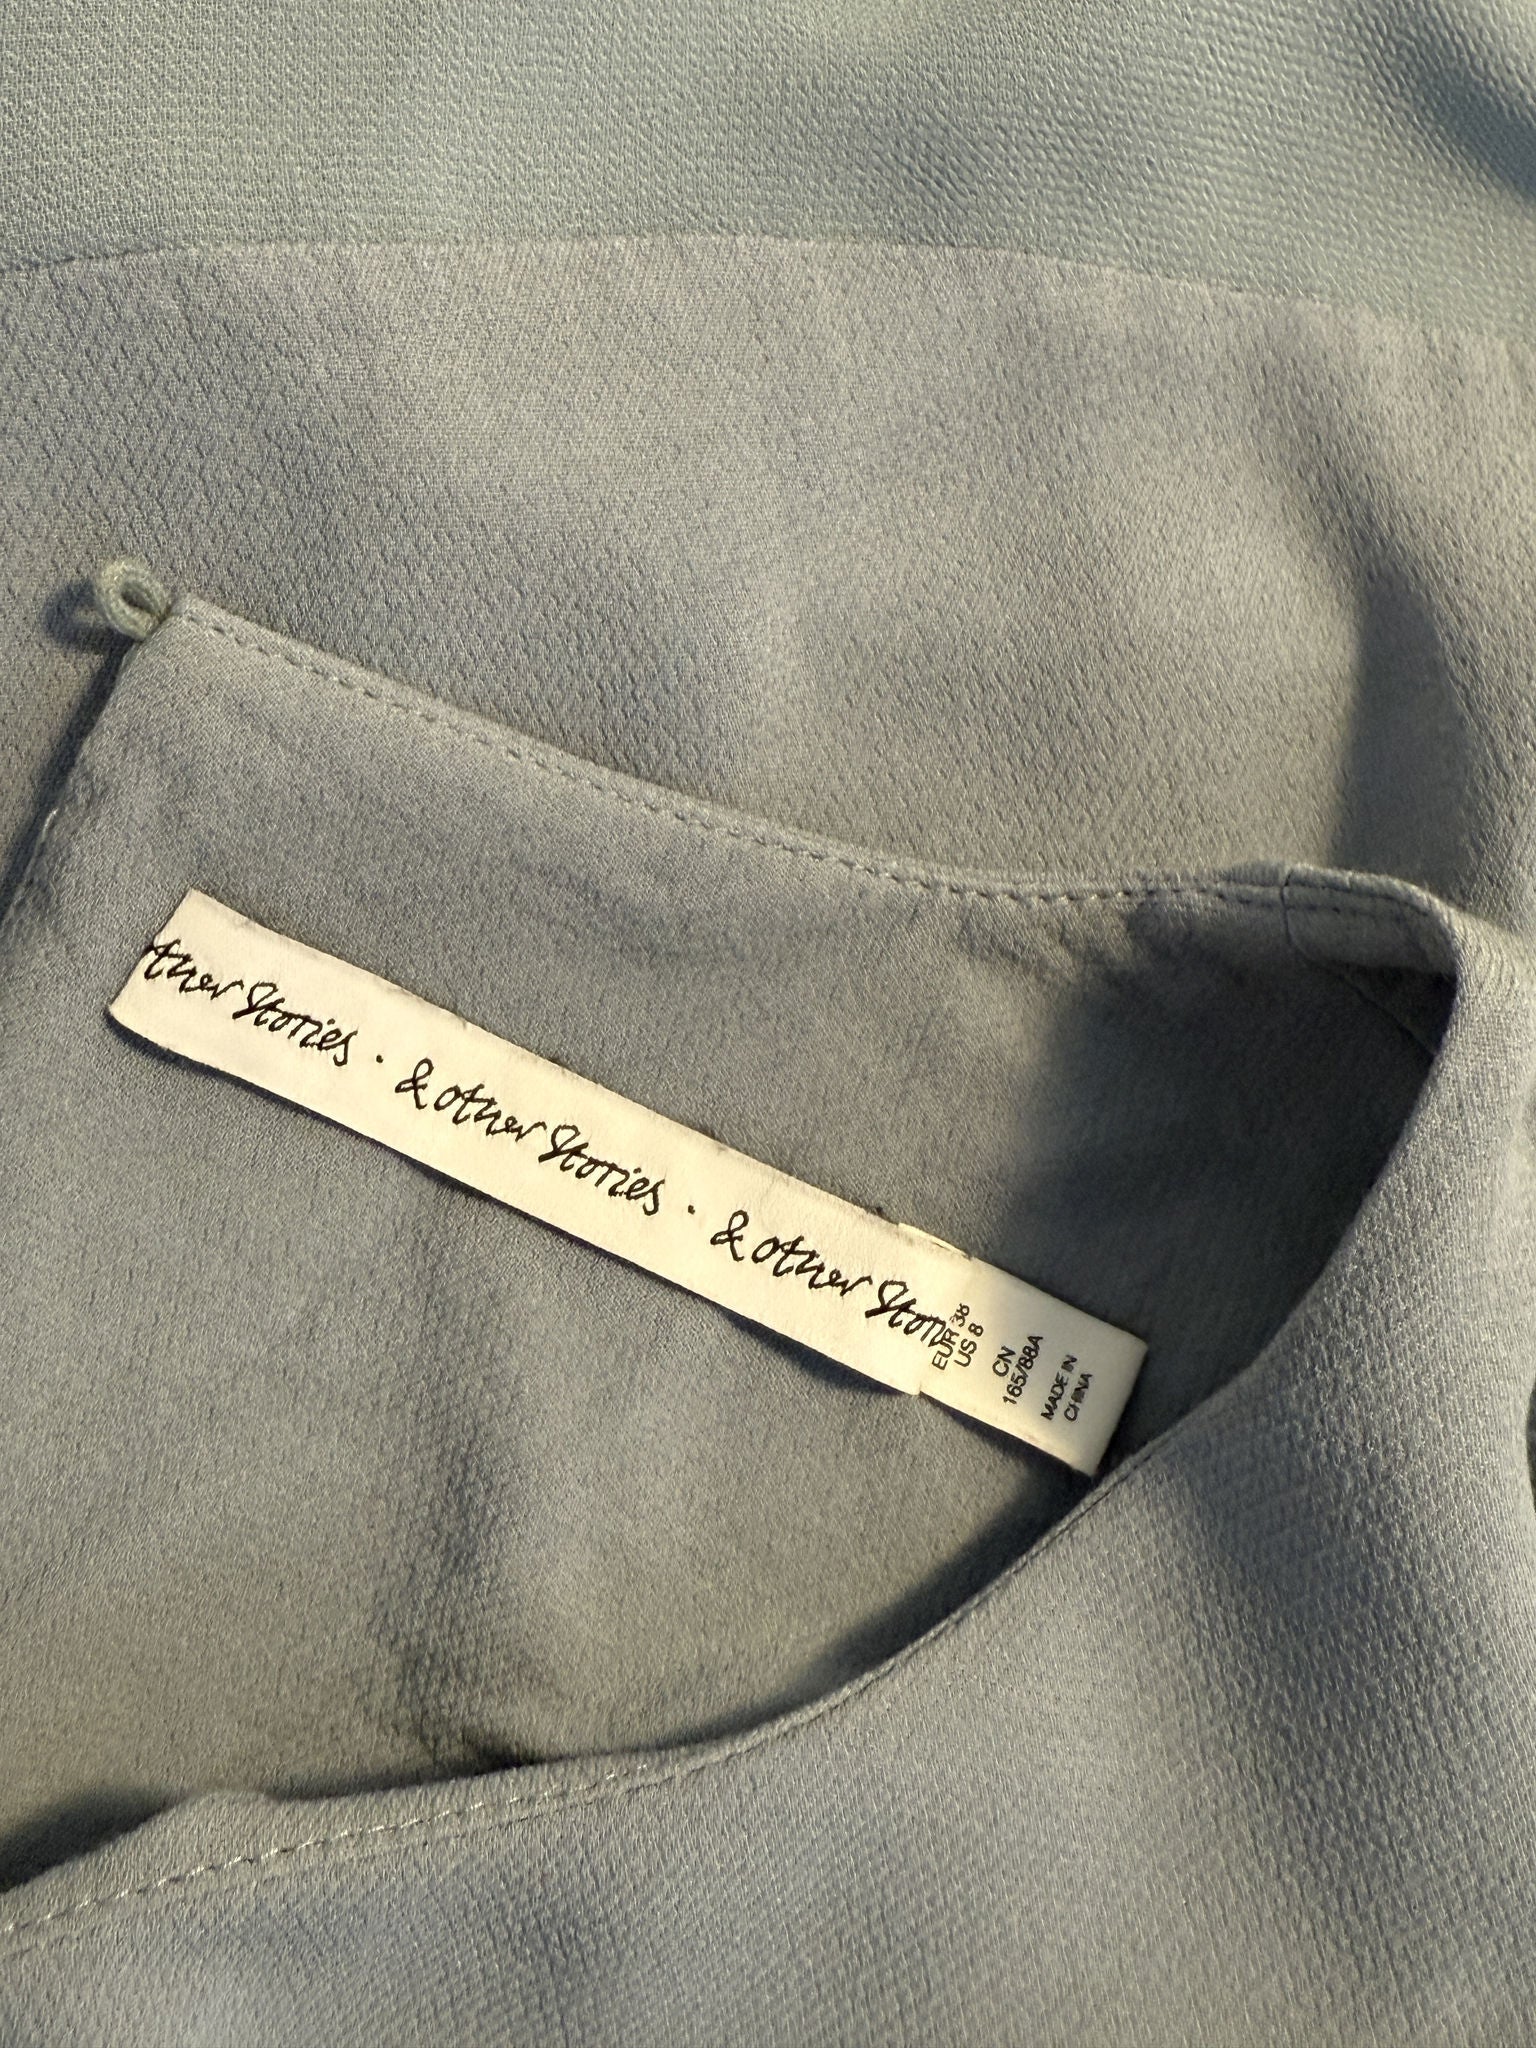 ther Stories · & other Stories · & other Stori
EUR 38
US 8
CN
165/88A
MADE IN
CHINA